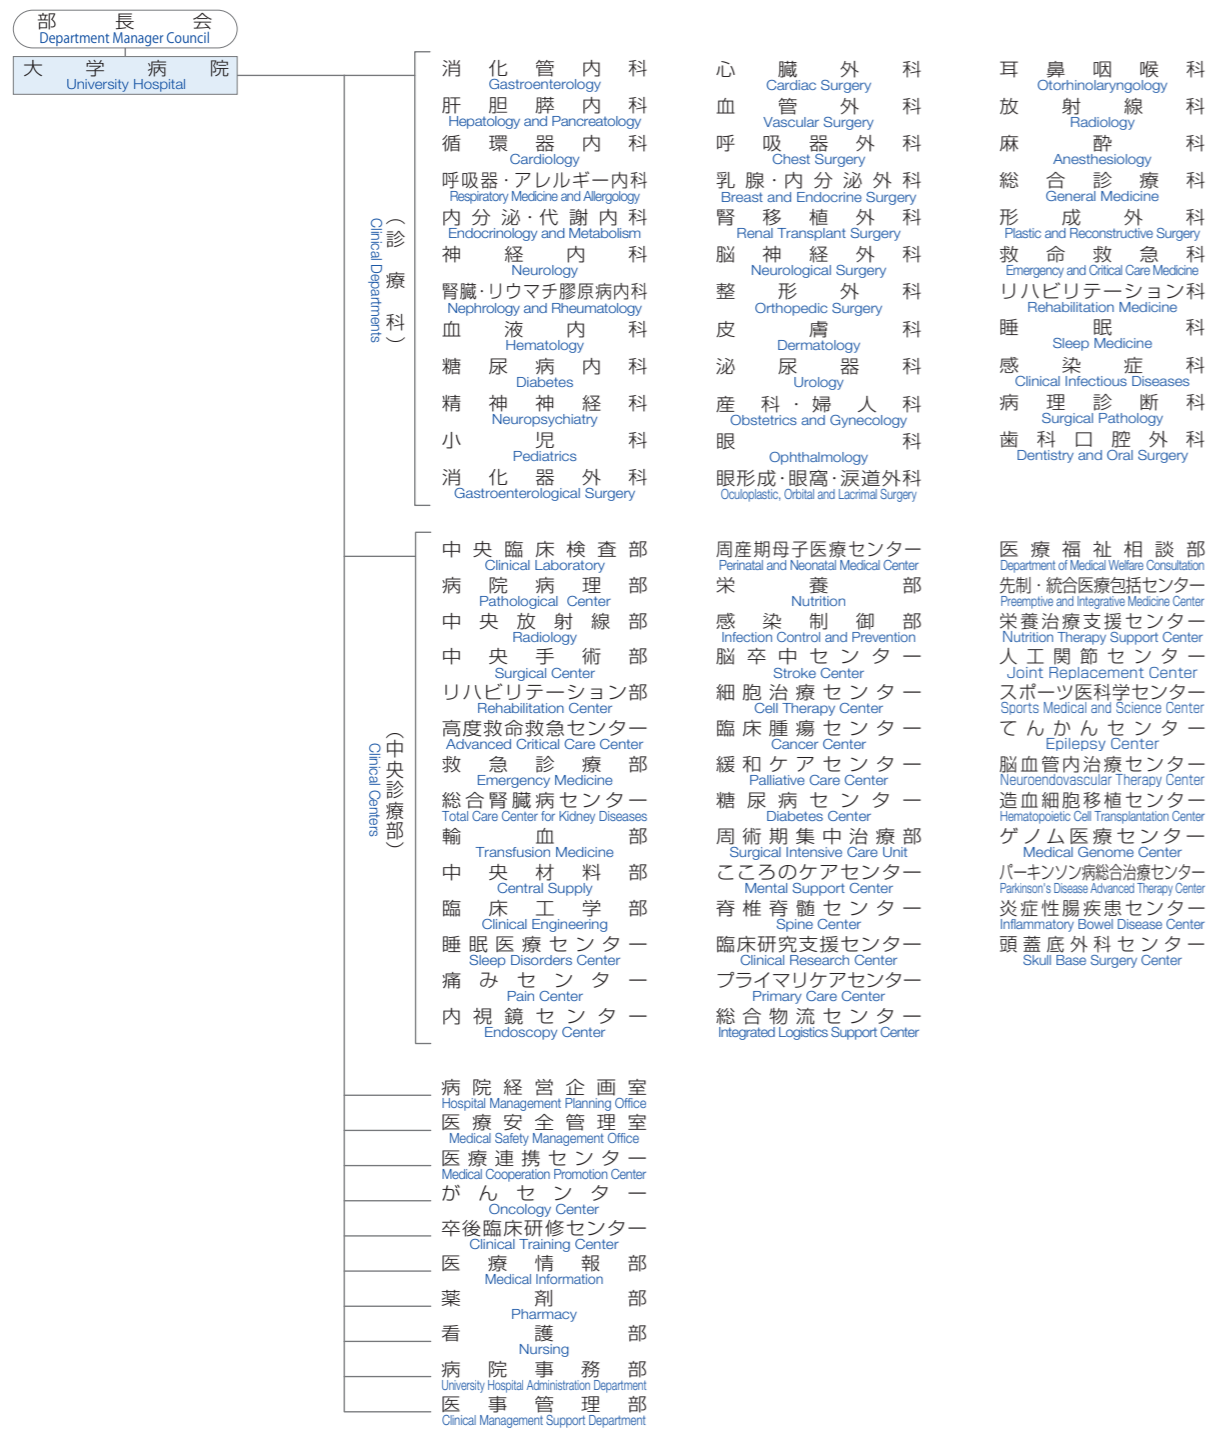 部長会
Department Manager Council
大学病院
University Hospital
（診療科）
Clinical Departments
消化管内科
Gastroenterology
肝胆膵内科
Hepatology and Pancreatology
循環器内科
Cardiology
呼吸器・アレルギー内科
Respiratory Medicine and Allergology
内分泌・代謝内科
Endocrinology and Metabolism
神経内科
Neurology
腎臓・リウマチ膠原病内科
Nephrology and Rheumatology
血液内科
Hematology
糖尿病内科
Diabetes
精神神経科
Neuropsychiatry
小児科
Pediatrics
消化器外科
Gastroenterological Surgery
心臓外科
Cardiac Surgery
血管外科
Vascular Surgery
呼吸器外科
Chest Surgery
乳腺・内分泌外科
Breast and Endocrine Surgery
腎移植外科
Renal Transplant Surgery
脳神経外科
Neurological Surgery
整形外科
Orthopedic Surgery
皮膚科
Dermatology
泌尿器科
Urology
産科・婦人科
Obstetrics and Gynecology
眼科
Ophthalmology
眼形成・眼窩・涙道外科
Oculoplastic, Orbital and Lacrimal Surgery
耳鼻咽喉科
Otorhinolaryngology
放射線科
Radiology
麻酔科
Anesthesiology
総合診療科
General Medicine
形成外科
Plastic and Reconstructive Surgery
救命救急科
Emergency and Critical Care Medicine
リハビリテーション科
Rehabilitation Medicine
睡眠科
Sleep Medicine
感染症科
Clinical Infectious Diseases
病理診断科
Surgical Pathology
歯科口腔外科
Dentistry and Oral Surgery
（中央診療部）
Clinical Centers
中央臨床検査部
Clinical Laboratory
病院病理部
Pathological Center
中央放射線部
Radiology
中央手術部
Surgical Center
リハビリテーション部
Rehabilitation Center
高度救命救急センター
Advanced Critical Care Center
救急診療部
Emergency Medicine
総合腎臓病センター
Total Care Center for Kidney Diseases
輸血部
Transfusion Medicine
中央材料部
Central Supply
臨床工学部
Clinical Engineering
睡眠医療センター
Sleep Disorders Center
痛みセンター
Pain Center
内視鏡センター
Endoscopy Center
周産期母子医療センター
Perinatal and Neonatal Medical Center
栄養部
Nutrition
感染制御部
Infection Control and Prevention
脳卒中センター
Stroke Center
細胞治療センター
Cell Therapy Center
臨床腫瘍センター
Cancer Center
緩和ケアセンター
Palliative Care Center
糖尿病センター
Diabetes Center
周術期集中治療部
Surgical Intensive Care Unit
こころのケアセンター
Mental Support Center
脊椎脊髄センター
Spine Center
臨床研究支援センター
Clinical Research Center
プライマリケアセンター
Primary Care Center
総合物流センター
Integrated Logistics Support Center
医療福祉相談部
Department of Medical Welfare Consultation
先制・統合医療包括センター
Preemptive and Integrative Medicine Center
栄養治療支援センター
Nutrition Therapy Support Center
人工関節センター
Joint Replacement Center
スポーツ医科学センター
Sports Medical and Science Center
てんかんセンター
Epilepsy Center
脳血管内治療センター
Neuroendovascular Therapy Center
造血細胞移植センター
Hematopoietic Cell Transplantation Center
ゲノム医療センター
Medical Genome Center
パーキンソン病総合治療センター
Parkinson's Disease Advanced Therapy Center
炎症性腸疾患センター
Inflammatory Bowel Disease Center
頭蓋底外科センター
Skull Base Surgery Center
病院経営企画室
Hospital Management Planning Office
医療安全管理室
Medical Safety Management Office
医療連携センター
Medical Cooperation Promotion Center
がんセンター
Oncology Center
卒後臨床研修センター
Clinical Training Center
医療情報部
Medical Information
薬剤部
Pharmacy
看護部
Nursing
病院事務部
University Hospital Administration Department
医事管理部
Clinical Management Support Department